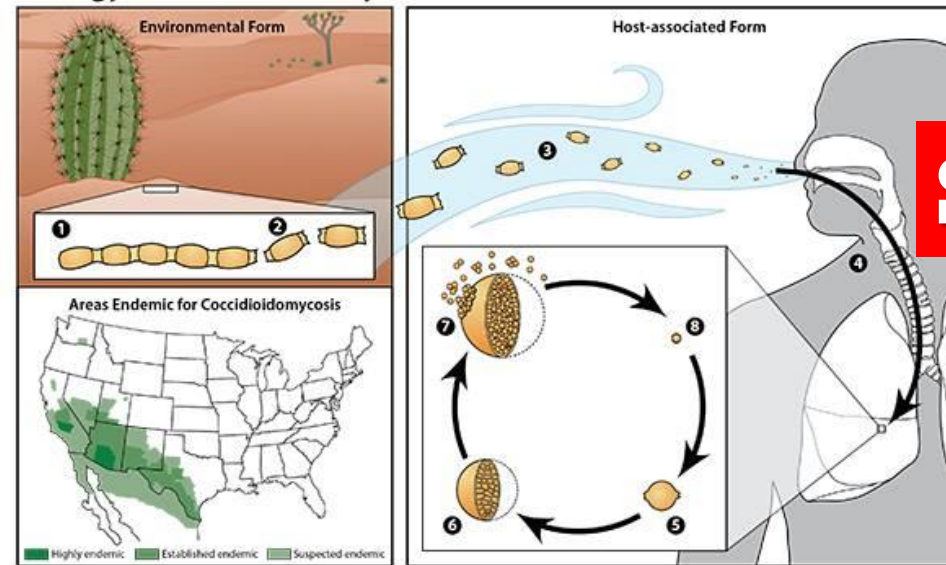 Environmental Form
1
2
Areas Endemic for Coccidioidomycosis
Highly endemic
Established endemic
Suspected endemic
Host-associated Form
3
4
7
8
6
5